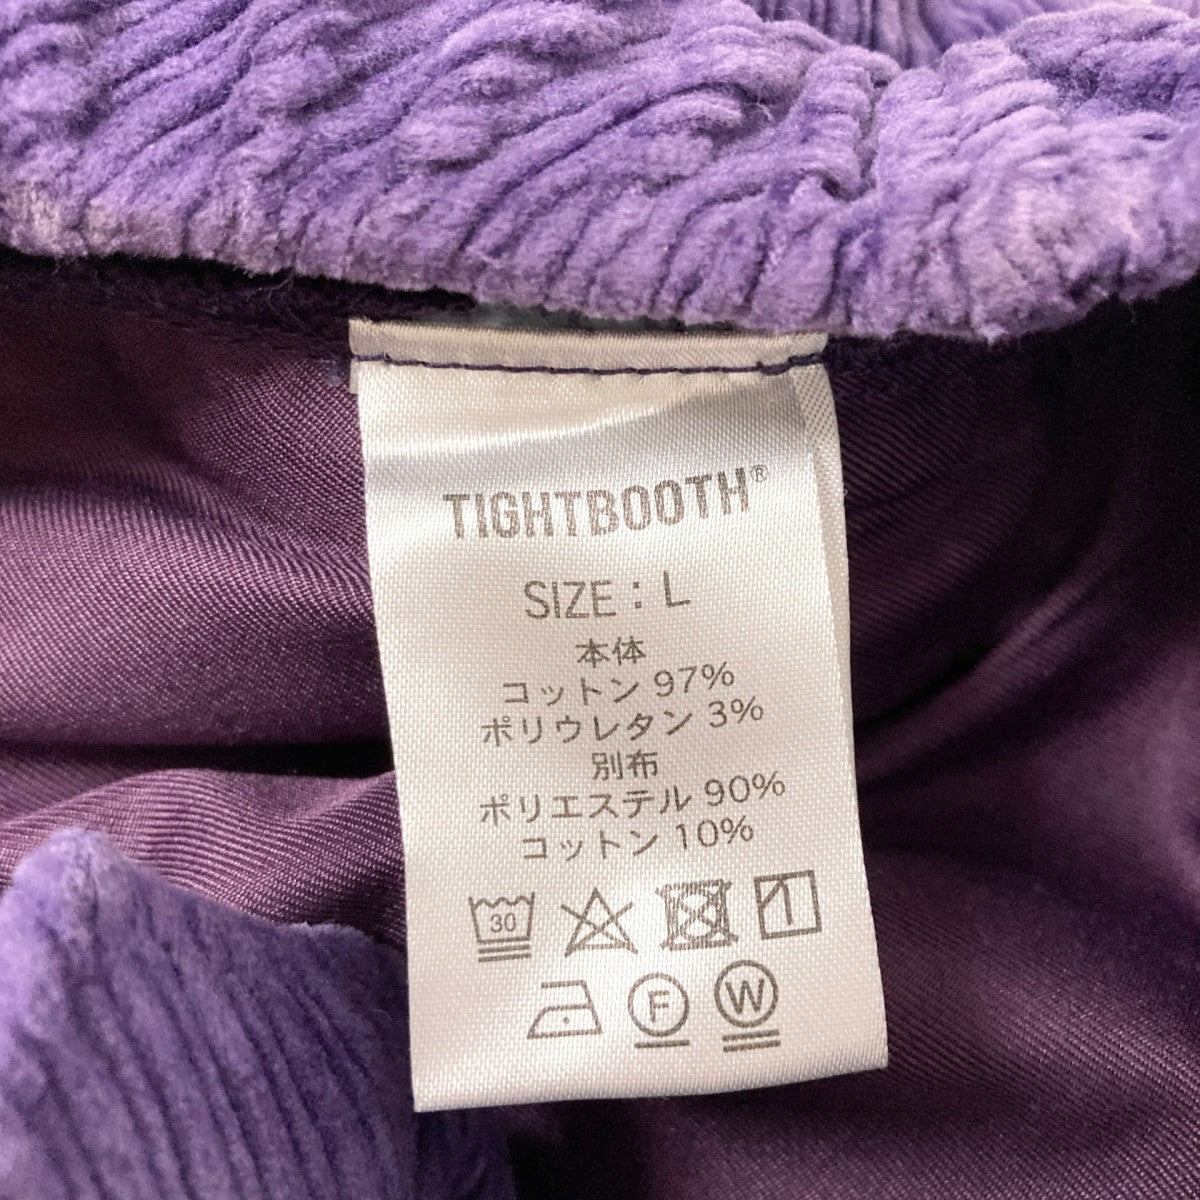 TIGHTBOOTH®
SIZE : L
本体
コットン 97%
ポリウレタン 3%
別布
ポリエステル 90%
コットン 10%
30
F
W